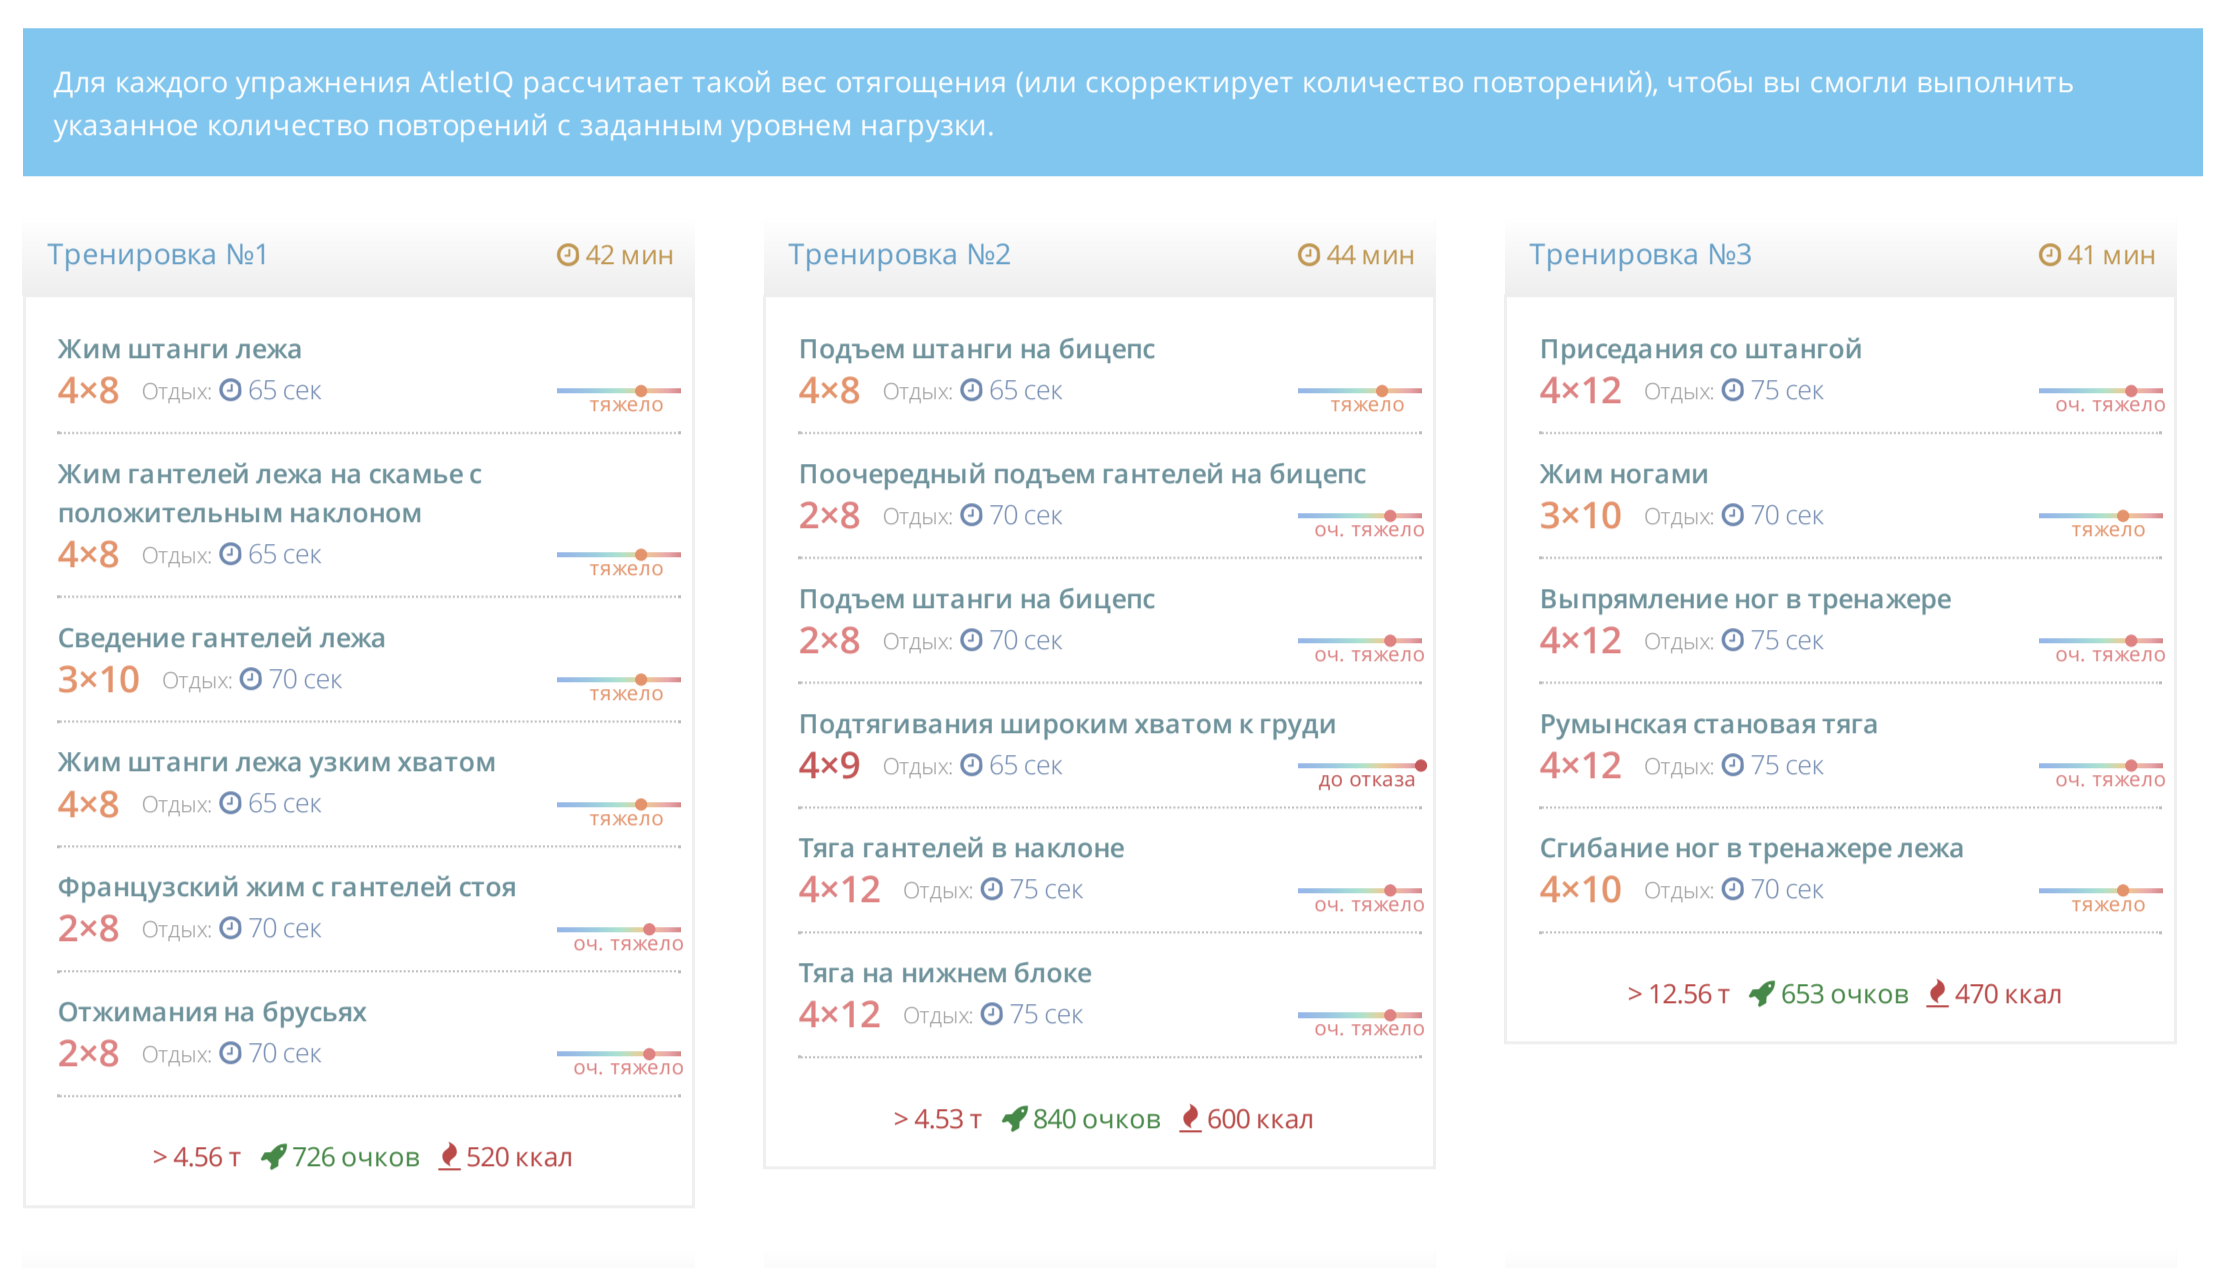 Для каждого упражнения AtletIQ рассчитает такой вес отягощения (или скорректирует количество повторений), чтобы вы смогли выполнить
указанное количество повторений с заданным уровнем нагрузки.
Тренировка №1 42 мин
Жим штанги лежа
4×8 Отдых: 65 сек тяжело
Жим гантелей лежа на скамье с
положительным наклоном
4×8 Отдых: 65 сек тяжело
Сведение гантелей лежа
3×10 Отдых: 70 сек тяжело
Жим штанги лежа узким хватом
4×8 Отдых: 65 сек тяжело
Французский жим с гантелей стоя
2×8 Отдых: 70 сек оч. тяжело
Отжимания на брусьях
2×8 Отдых: 70 сек оч. тяжело
> 4.56 т 726 очков 520 ккал
Тренировка №2 44 мин
Подъем штанги на бицепс
4×8 Отдых: 65 сек тяжело
Поочередный подъем гантелей на бицепс
2×8 Отдых: 70 сек оч. тяжело
Подъем штанги на бицепс
2×8 Отдых: 70 сек оч. тяжело
Подтягивания широким хватом к груди
4×9 Отдых: 65 сек до отказа
Тяга гантелей в наклоне
4×12 Отдых: 75 сек оч. тяжело
Тяга на нижнем блоке
4×12 Отдых: 75 сек оч. тяжело
> 4.53 т 840 очков 600 ккал
Тренировка №3 41 мин
Приседания со штангой
4×12 Отдых: 75 сек оч. тяжело
Жим ногами
3×10 Отдых: 70 сек тяжело
Выпрямление ног в тренажере
4×12 Отдых: 75 сек оч. тяжело
Румынская становая тяга
4×12 Отдых: 75 сек оч. тяжело
Сгибание ног в тренажере лежа
4×10 Отдых: 70 сек тяжело
> 12.56 т 653 очков 470 ккал